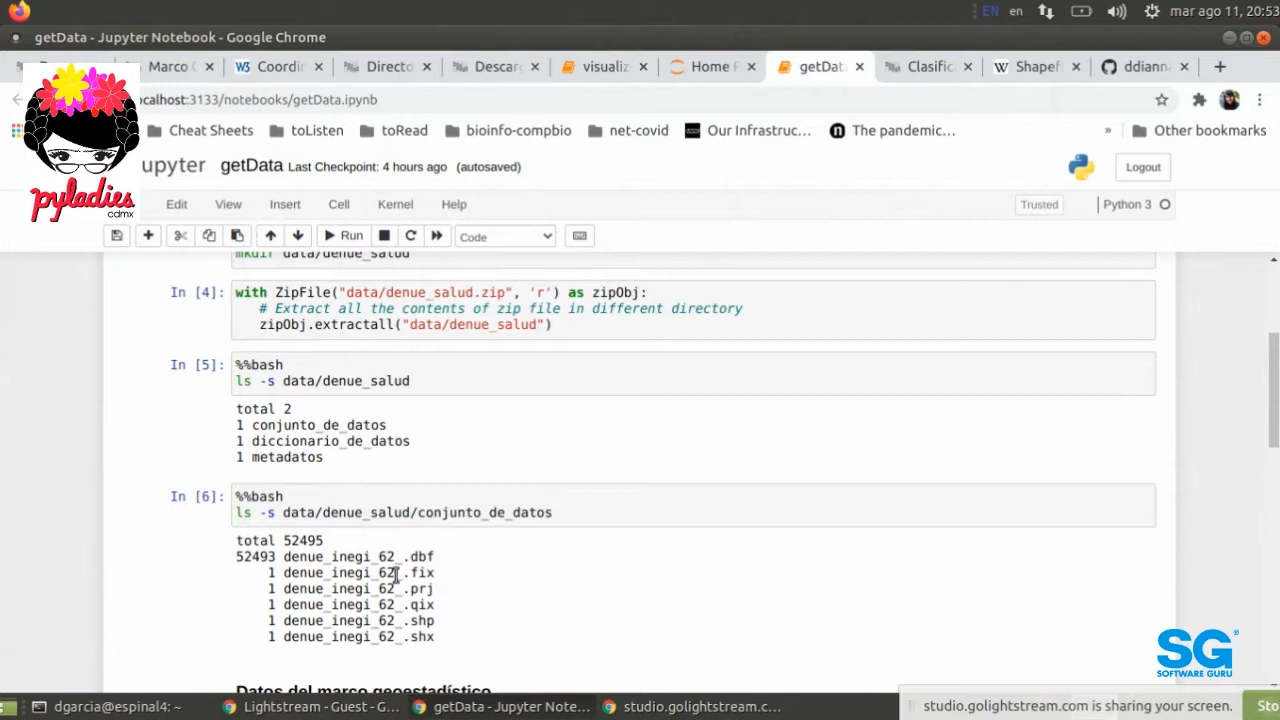 EN en mar ago 11, 20:53
getData - Jupyter Notebook - Google Chrome
Marco Coordin Directo Descar visualiz Home P getData Clasific Shapef ddianna
localhost:3133/notebooks/getData.ipynb
Cheat Sheets toListen toRead bioinfo-compbio net-covid Our Infrastruc… The pandemic… » Other bookmarks
pyladies
cdmx
jupyter getData Last Checkpoint: 4 hours ago (autosaved) Logout
Edit View Insert Cell Kernel Help Trusted Python 3
Run Code
mkdir data/denue_salud
In [4]: with ZipFile("data/denue_salud.zip", 'r') as zipObj:
# Extract all the contents of zip file in different directory
zipObj.extractall("data/denue_salud")
In [5]: %%bash
ls -s data/denue_salud
total 2
1 conjunto_de_datos
1 diccionario_de_datos
1 metadatos
In [6]: %%bash
ls -s data/denue_salud/conjunto_de_datos
total 52495
52493 denue_inegi_62_.dbf
1 denue_inegi_62_.fix
1 denue_inegi_62_.prj
1 denue_inegi_62_.qix
1 denue_inegi_62_.shp
1 denue_inegi_62_.shx
Datos del marco geoestadístico
SG
SOFTWARE GURU
dgarcia@espinal4: ~ Lightstream - Guest - G… getData - Jupyter Note… studio.golightstream.c… studio.golightstream.com is sharing your screen. Sto